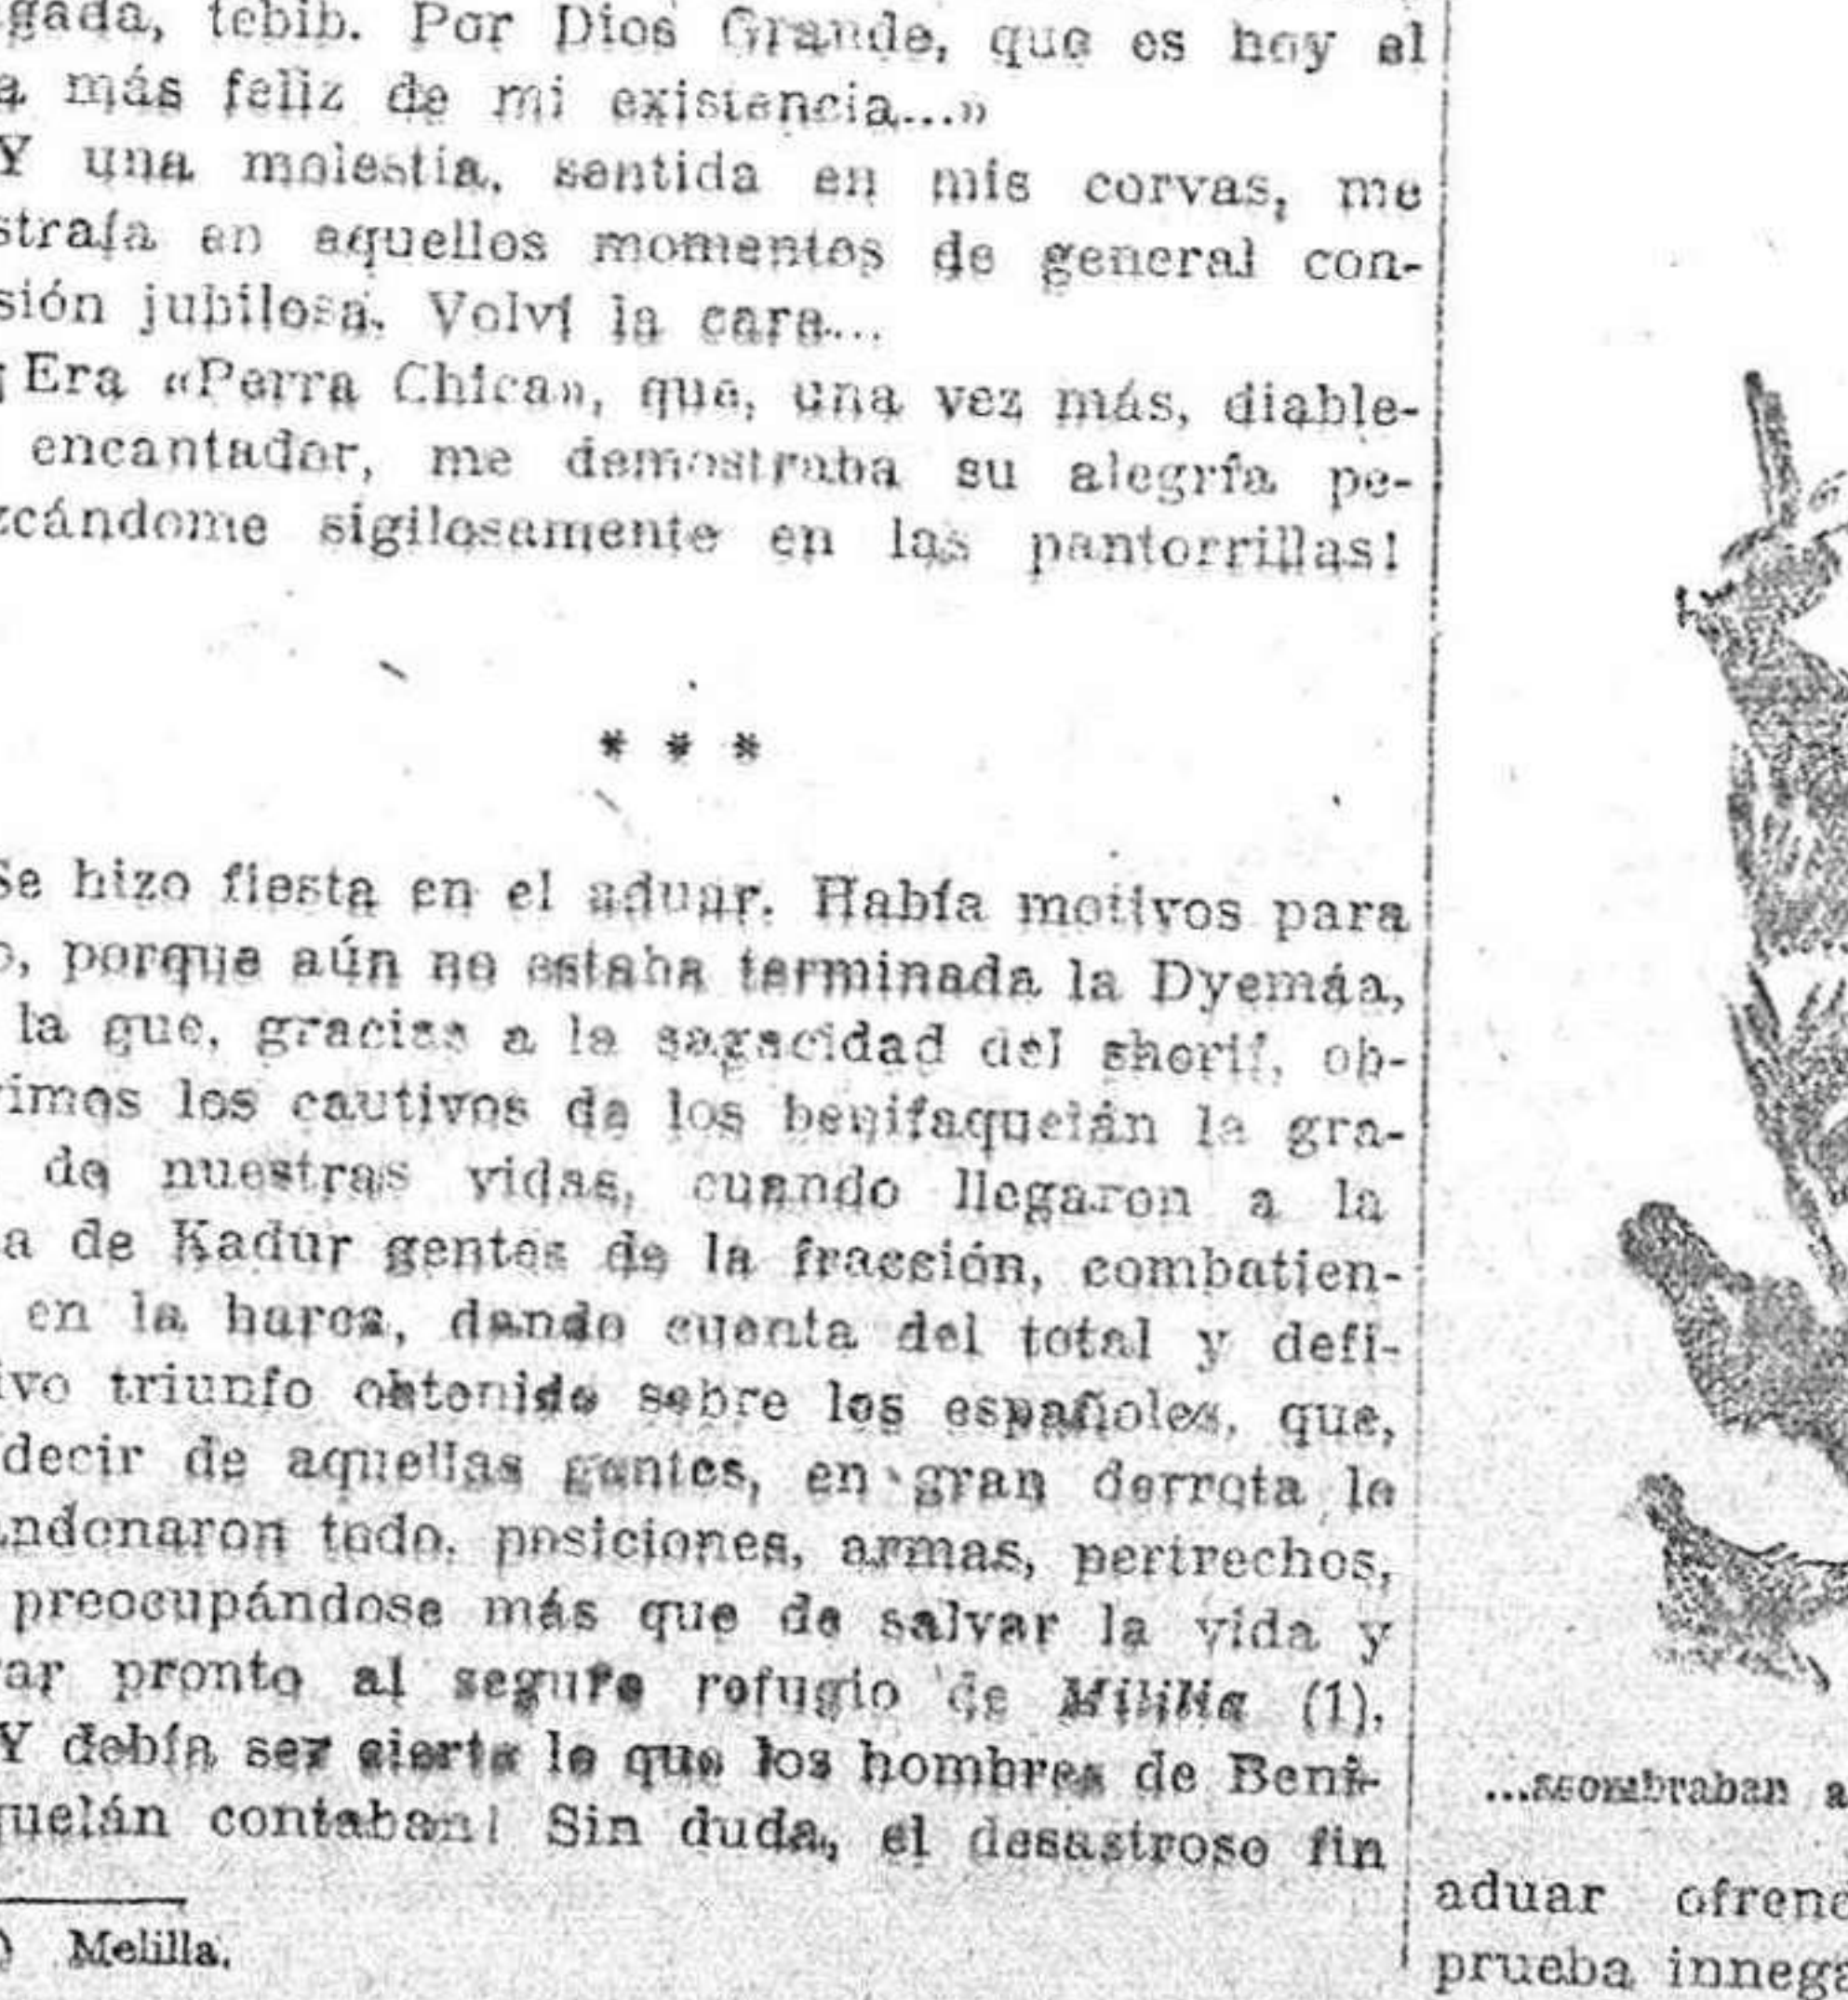 gada, tebib. Por Dios Grande, que es hoy el
a más feliz de mi existencia...»
Y una molestia, sentida en mis corvas, me
straía en aquellos momentos de general con-
sión jubilosa. Volví la cara...
¡Era «Perra Chica», que, una vez más, diable-
encantador, me demostraba su alegría pe-
zcándome sigilosamente en las pantorrillas!
* * *
Se hizo fiesta en el aduar. Había motivos para
o, porque aún no estaba terminada la Dyemáa,
la que, gracias a la sagacidad del sherif, ob-
vimos los cautivos de los benifaquelán la gra-
de nuestras vidas, cuando llegaron a la
a de Kadur gentes de la fracción, combatien-
en la harca, dando cuenta del total y defi-
ivo triunfo obtenido sobre los españoles, que,
decir de aquellas gentes, en gran derrota lo
andonaron todo, posiciones, armas, pertrechos,
preocupándose más que de salvar la vida y
ar pronto al seguro refugio de Mililia (1).
Y debía ser cierto lo que los hombres de Beni-
quelán contaban! Sin duda, el desastroso fin
) Melilla.
...asombraban a
aduar ofrend
prueba innega